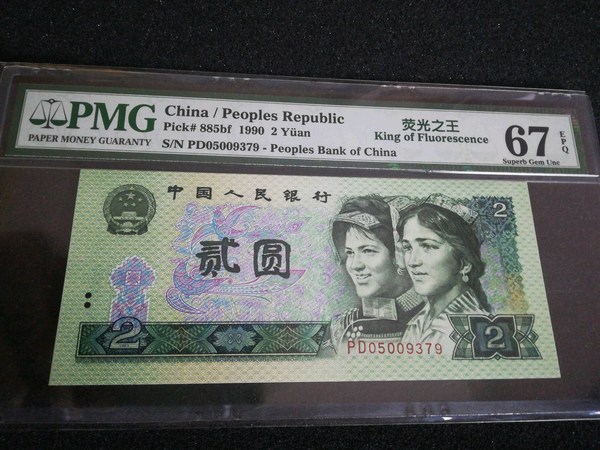 PMG
PAPER MONEY GUARANTY
China / Peoples Republic
Pick# 885bf 1990 2 Yüan
S/N PD05009379 - Peoples Bank of China
荧光之王
King of Fluorescence
67 EPQ
Superb Gem Unc
中国人民银行
贰圆
2
2
2
PD05009379